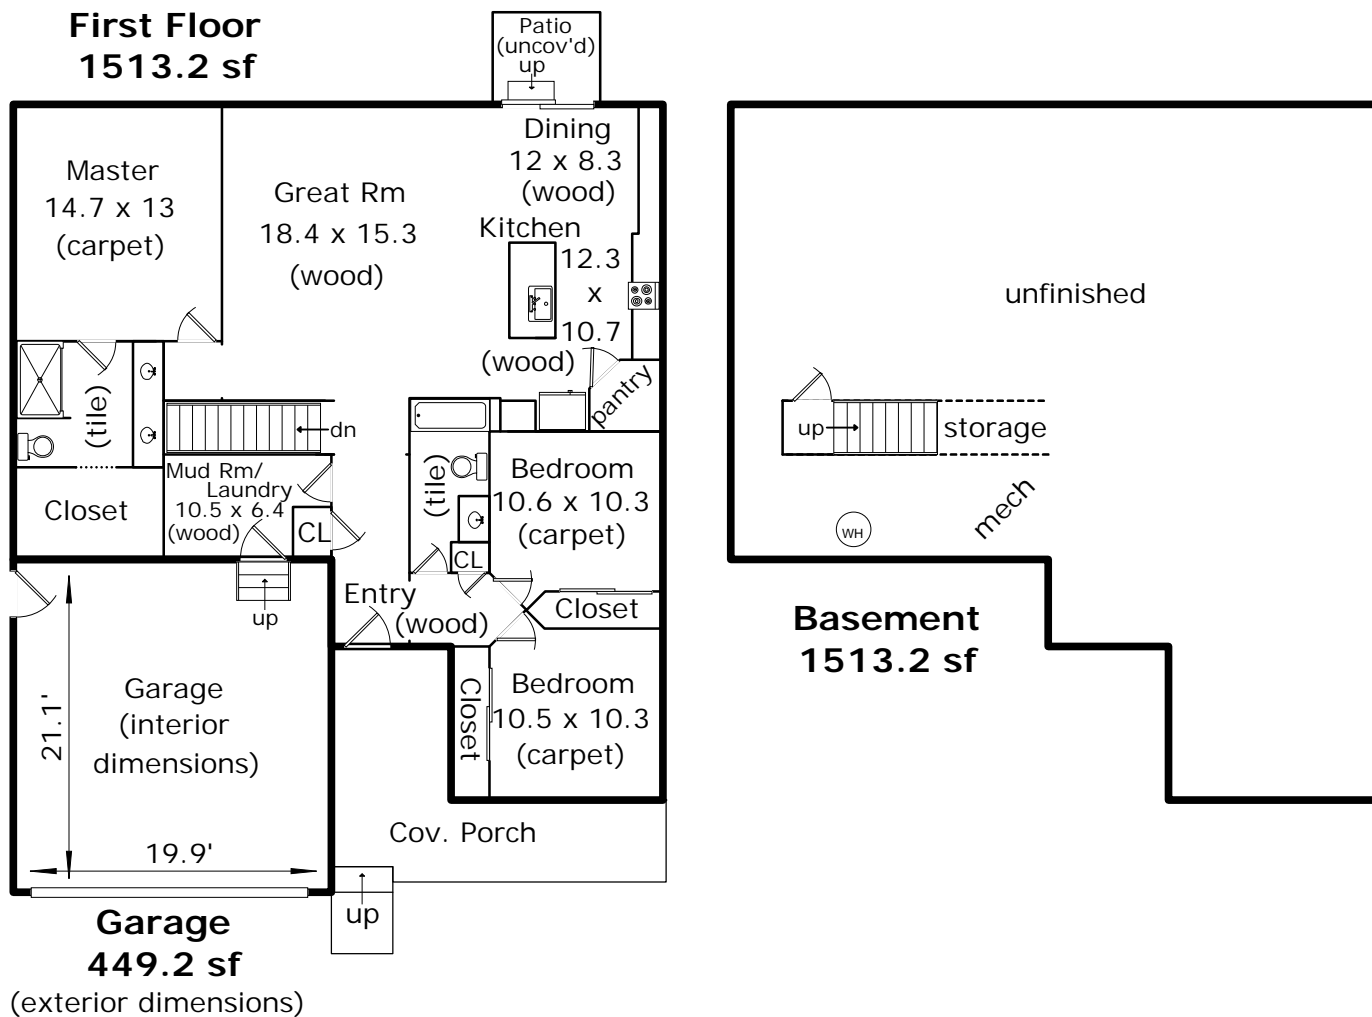 First Floor
1513.2 sf
Patio
(uncov'd)
up
Master
14.7 x 13
(carpet)
Great Rm
18.4 x 15.3
(wood)
Dining
12 x 8.3
(wood)
Kitchen
12.3
x
10.7
(wood)
pantry
(tile)
dn
Closet
Mud Rm/
Laundry
10.5 x 6.4
(wood)
CL
(tile)
CL
Bedroom
10.6 x 10.3
(carpet)
Entry
(wood)
Closet
up
Garage
(interior
dimensions)
21.1'
19.9'
Closet
Bedroom
10.5 x 10.3
(carpet)
Cov. Porch
up
Garage
449.2 sf
(exterior dimensions)
unfinished
up
storage
mech
WH
Basement
1513.2 sf